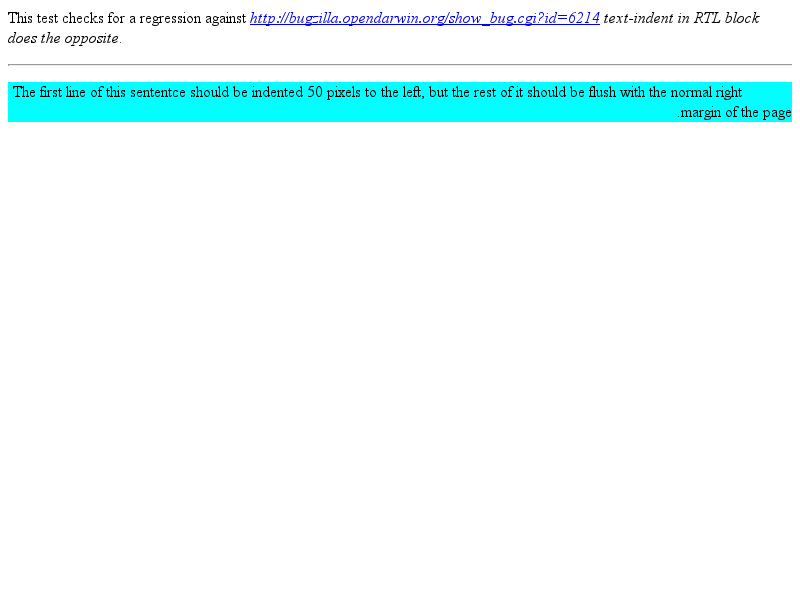 This test checks for a regression against http://bugzilla.opendarwin.org/show_bug.cgi?id=6214 text-indent in RTL block
does the opposite.
The first line of this sententce should be indented 50 pixels to the left, but the rest of it should be flush with the normal right
.margin of the page